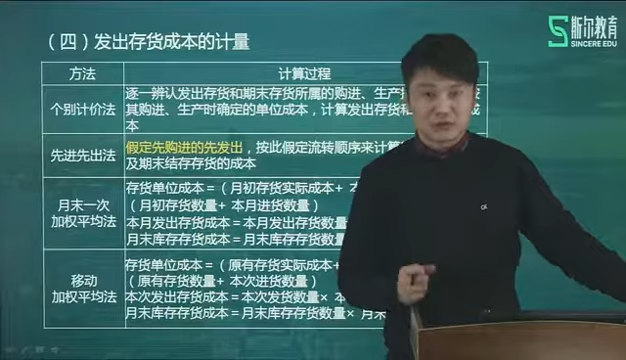 （四）发出存货成本的计量
斯尔教育
SINCERE EDU
方法
计算过程
个别计价法
逐一辨认发出存货和期末存货所属的购进、生产
其购进、生产时确定的单位成本，计算发出存货
成
本
先进先出法
假定先购进的先发出，按此假定流转顺序来计
及期末结存存货的成本
月末一次
加权平均法
存货单位成本＝（月初存货实际成本＋
（月初存货数量＋ 本月进货数量）
本月发出存货成本＝本月发出存货数量
月末库存存货成本＝月末库存存货数量
移动
加权平均法
存货单位成本＝（原有存货实际成本＋
（原有存货数量＋ 本次进货数量）
本次发出存货成本＝本次发货数量×
月末库存存货成本＝月末库存存货数量× 月末